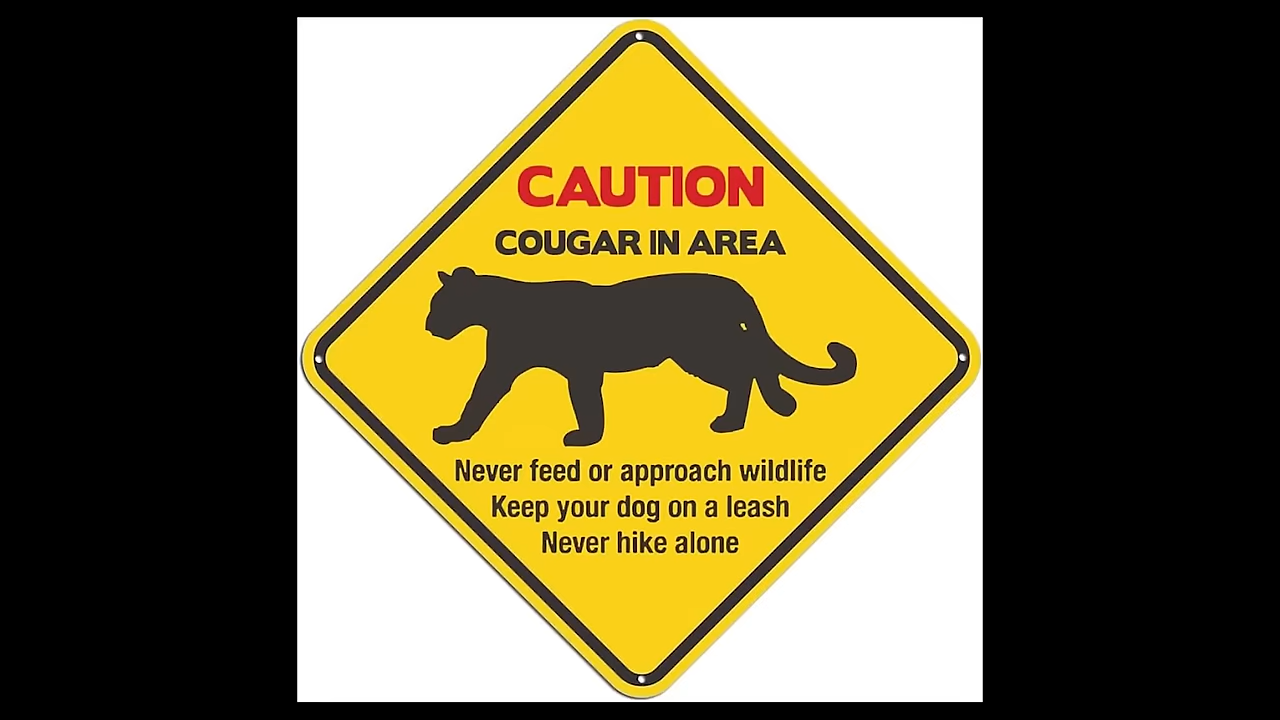 CAUTION
COUGAR IN AREA
Never feed or approach wildlife
Keep your dog on a leash
Never hike alone